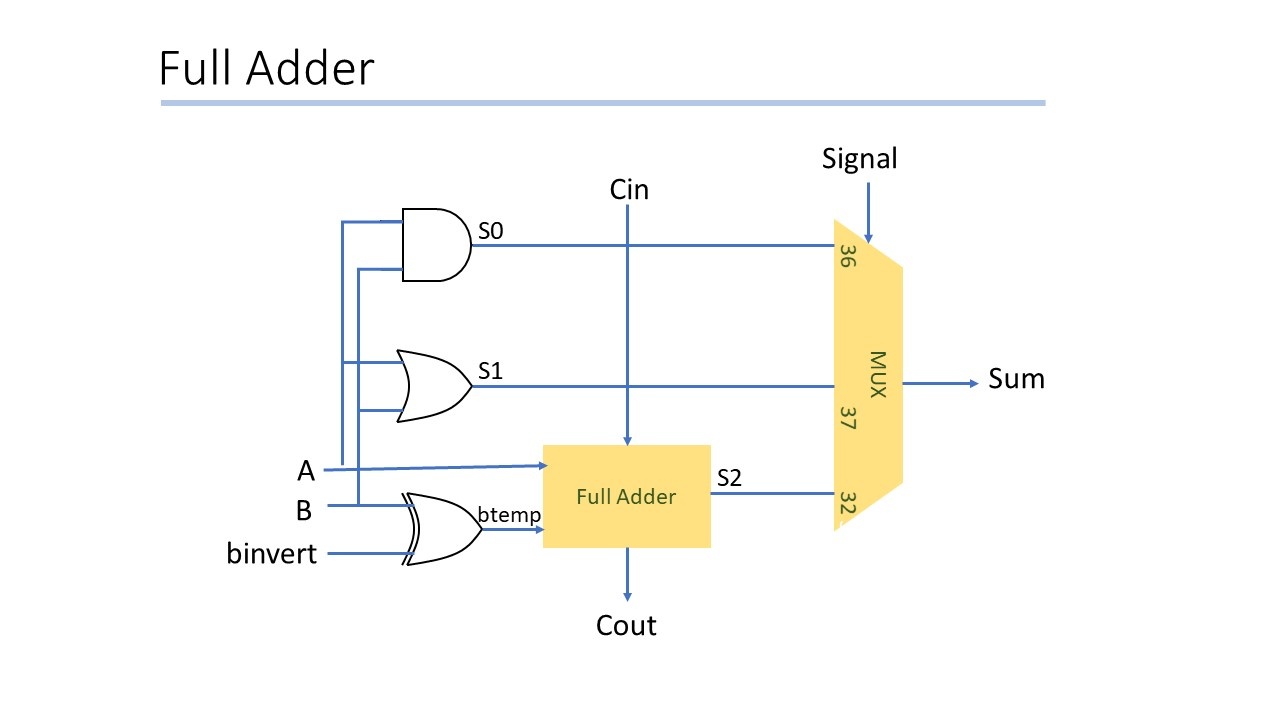 Full Adder
Signal
Cin
S0
36
MUX
S1
Sum
37
A
S2
Full Adder
32
B
btemp
binvert
Cout